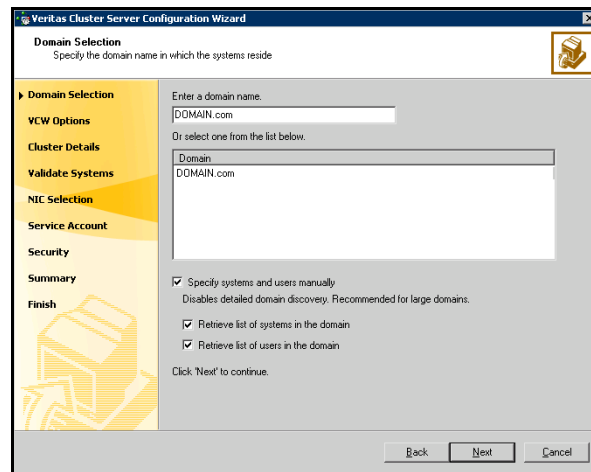 Veritas Cluster Server Configuration Wizard
Domain Selection
Specify the domain name in which the systems reside
Domain Selection
VCW Options
Cluster Details
Validate Systems
NIC Selection
Service Account
Security
Summary
Finish
Enter a domain name.
DOMAIN.com
Or select one from the list below.
Domain
DOMAIN.com
Specify systems and users manually
Disables detailed domain discovery. Recommended for large domains.
Retrieve list of systems in the domain
Retrieve list of users in the domain
Click 'Next' to continue.
Back Next Cancel